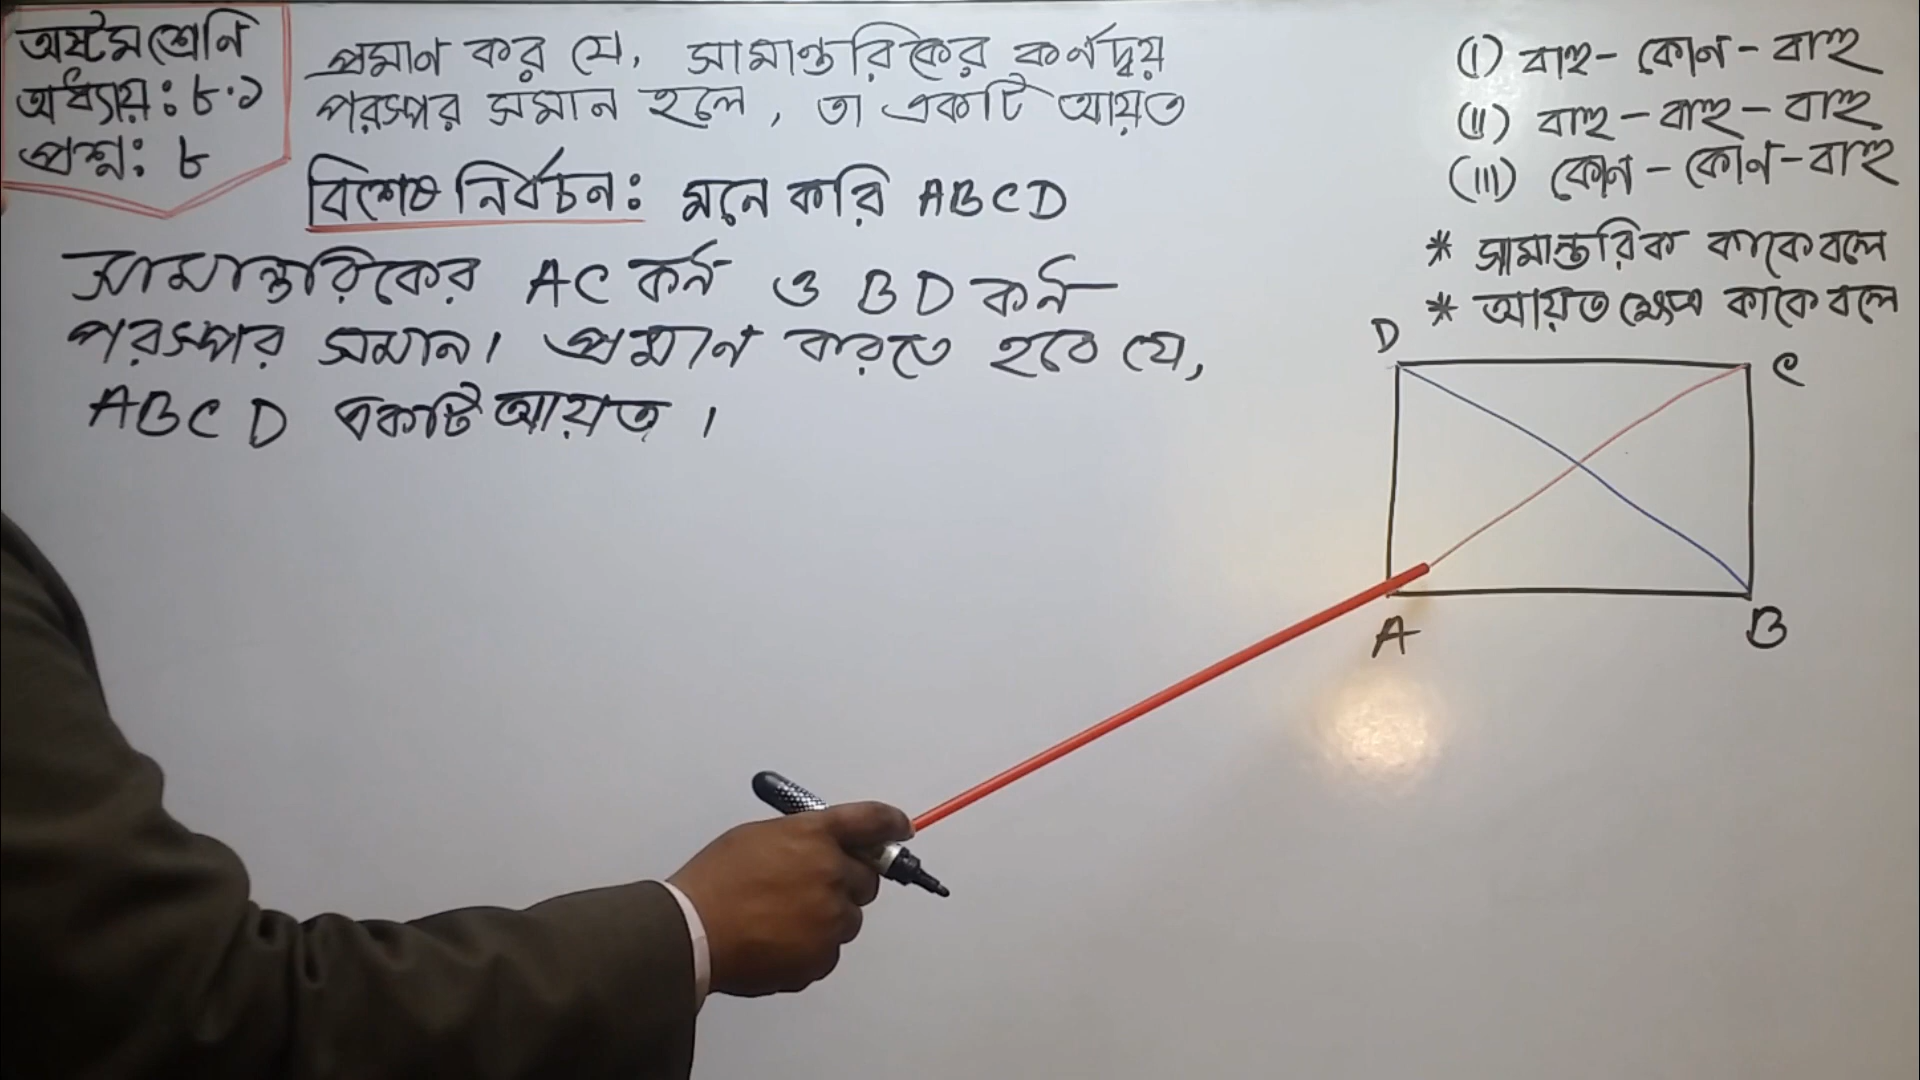 অষ্টম শ্রেনি
অধ্যায়: ৮.১
প্রশ্ন: ৮
প্রমান কর যে, সামান্তরিকের কর্নদ্বয়
পরস্পর সমান হলে, তা একটি আয়ত
বিশেষ নির্বচন: মনে করি ABCD
সামান্তরিকের AC কর্ন ও BD কর্ন
পরস্পর সমান। প্রমান করতে হবে যে,
ABCD একটি আয়ত।
(i) বাহু - কোন - বাহু
(ii) বাহু - বাহু - বাহু
(iii) কোন - কোন - বাহু
* সামান্তরিক কাকে বলে
* আয়ত ক্ষেত্র কাকে বলে
D
C
A
B